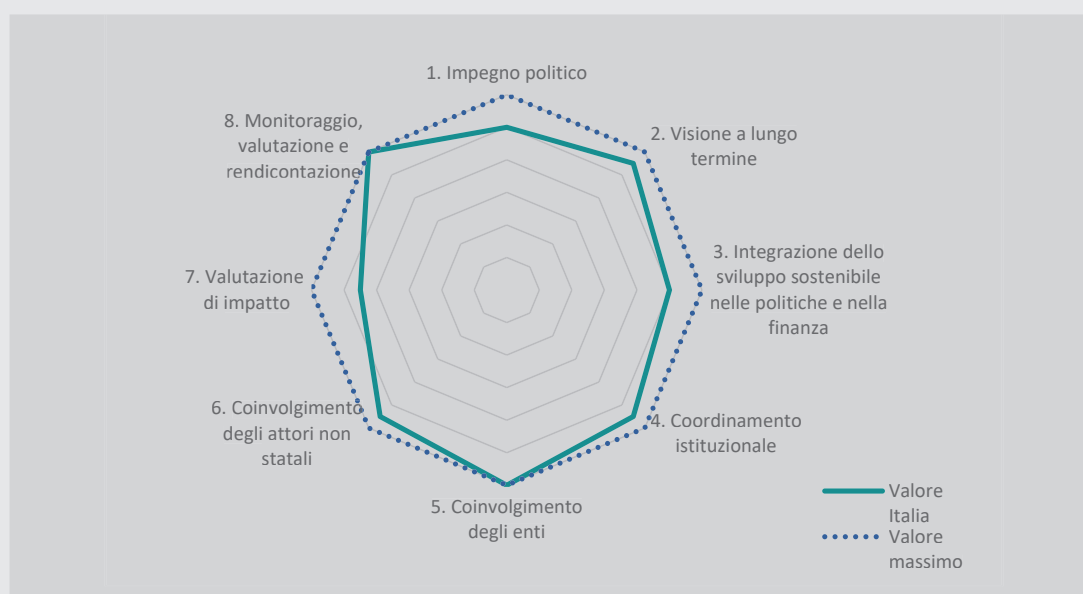 1. Impegno politico
2. Visione a lungo
termine
3. Integrazione dello
sviluppo sostenibile
nelle politiche e nella
finanza
4. Coordinamento
istituzionale
5. Coinvolgimento
degli enti
6. Coinvolgimento
degli attori non
statali
7. Valutazione
di impatto
8. Monitoraggio,
valutazione e
rendicontazione
Valore
Italia
Valore
massimo